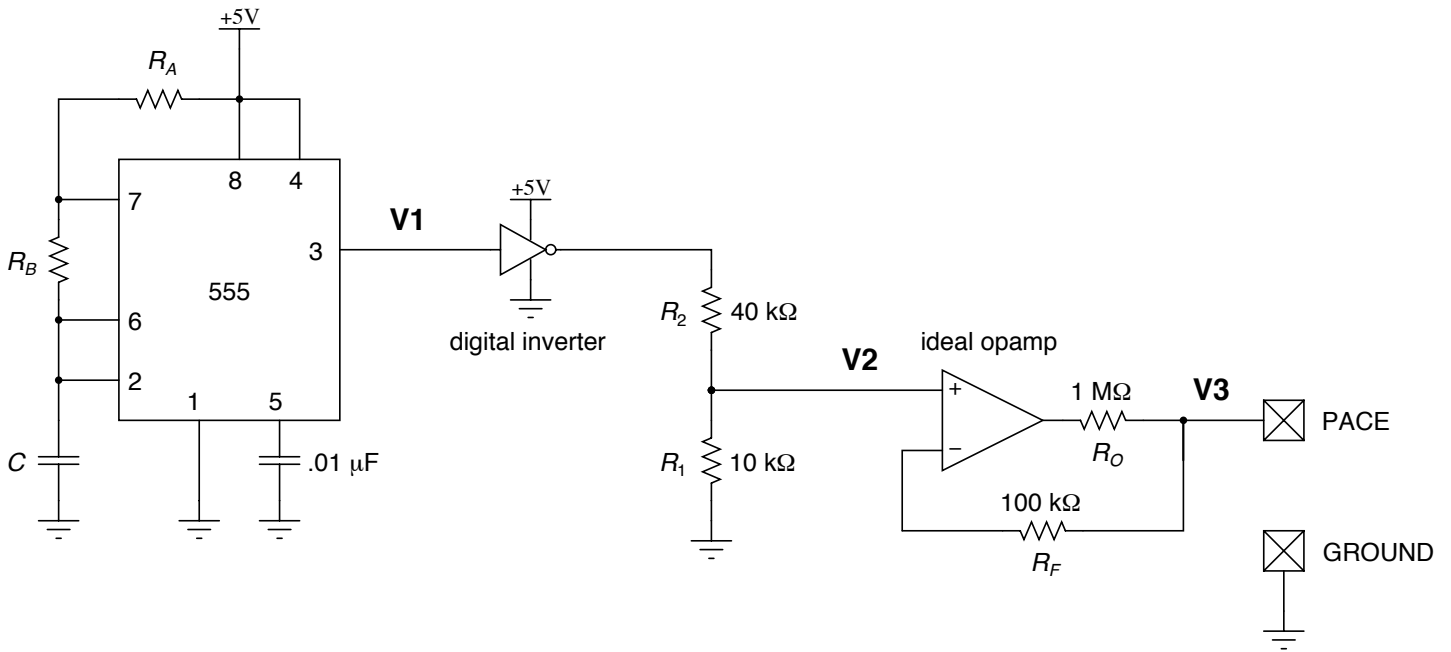 +5V
R_A
8
4
7
+5V
V1
3
R_B
555
R_2
40 kΩ
6
digital inverter
ideal opamp
V2
2
+
1 MΩ
V3
1
5
PACE
−
R_O
C
.01 μF
R_1
10 kΩ
100 kΩ
GROUND
R_F